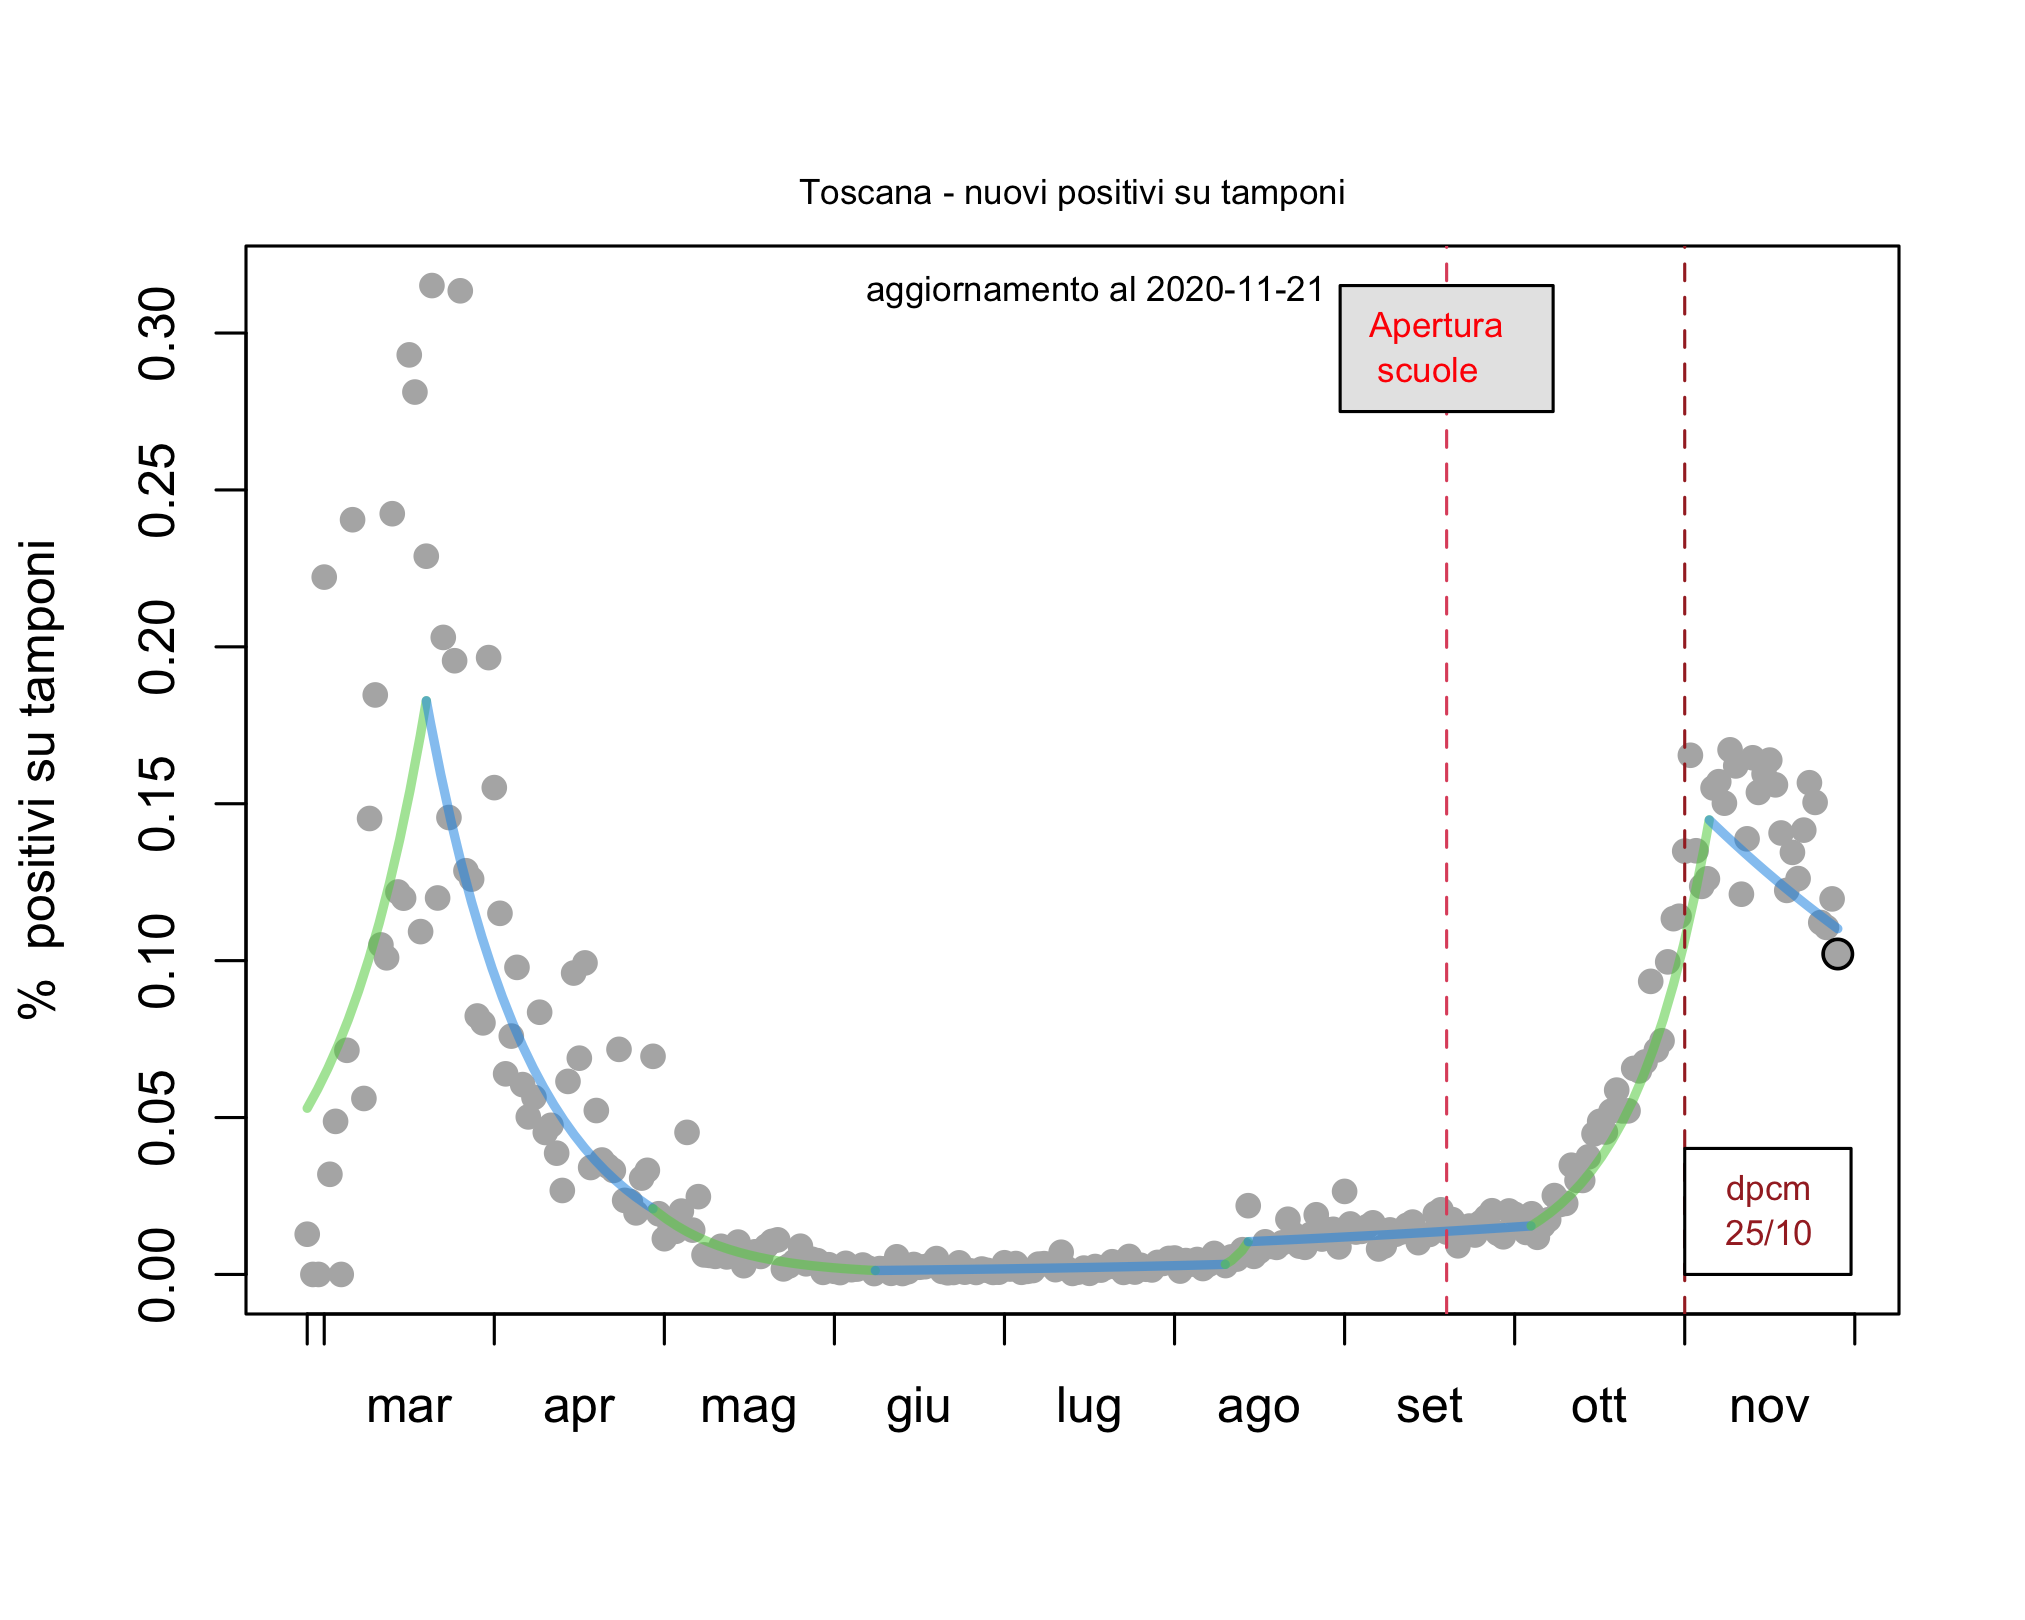 Toscana - nuovi positivi su tamponi
aggiornamento al 2020-11-21
Apertura
scuole
% positivi su tamponi
0.30
0.25
0.20
0.15
0.10
0.05
0.00
dpcm
25/10
mar apr mag giu lug ago set ott nov